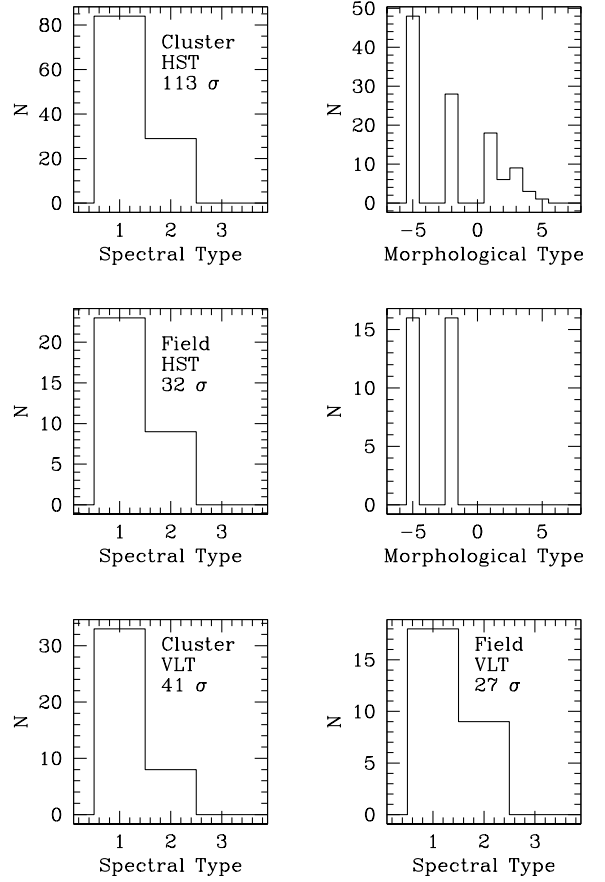 80
60
40
20
0
N
Cluster
HST
113 σ
1 2 3
Spectral Type
50
40
30
20
10
0
N
−5 0 5
Morphological Type
20
15
10
5
0
N
Field
HST
32 σ
1 2 3
Spectral Type
15
10
5
0
N
−5 0 5
Morphological Type
30
20
10
0
N
Cluster
VLT
41 σ
1 2 3
Spectral Type
15
10
5
0
N
Field
VLT
27 σ
1 2 3
Spectral Type